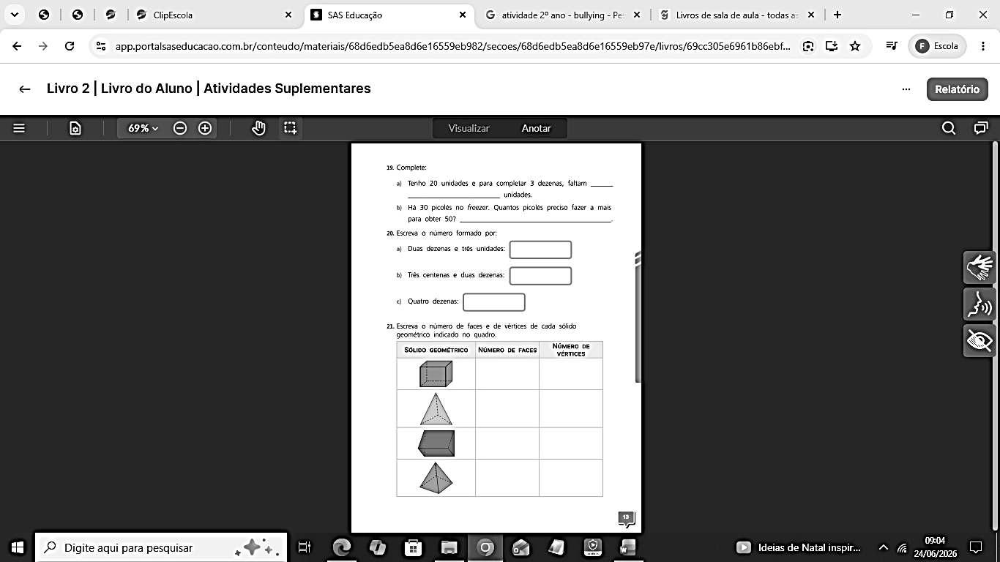 ClipEscola
SAS Educação
atividade 2º ano - bullying - Pe
Livros de sala de aula - todas as
app.portalsaseducacao.com.br/conteudo/materiais/68d6edb5ea8d6e16559eb982/secoes/68d6edb5ea8d6e16559eb97e/livros/69cc305e6961b86ebf...
F Escola
Livro 2 | Livro do Aluno | Atividades Suplementares
... Relatório
69%
Visualizar Anotar
19. Complete:
a) Tenho 20 unidades e para completar 3 dezenas, faltam ______
_________________________ unidades.
b) Há 30 picolés no freezer. Quantos picolés preciso fazer a mais
para obter 50? _________________________________________.
20. Escreva o número formado por:
a) Duas dezenas e três unidades:
b) Três centenas e duas dezenas:
c) Quatro dezenas:
21. Escreva o número de faces e de vértices de cada sólido
geométrico indicado no quadro.
SÓLIDO GEOMÉTRICO NÚMERO DE FACES NÚMERO DE
VÉRTICES
13
Digite aqui para pesquisar
Ideias de Natal inspir...
09:04
24/06/2026